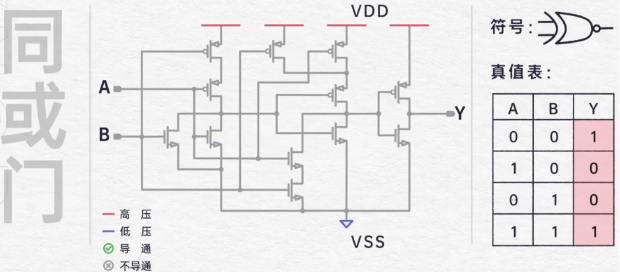 同或门
VDD
A
B
Y
VSS
高 压
低 压
导 通
不导通
符号:
真值表:
A B Y
0 0 1
1 0 0
0 1 0
1 1 1